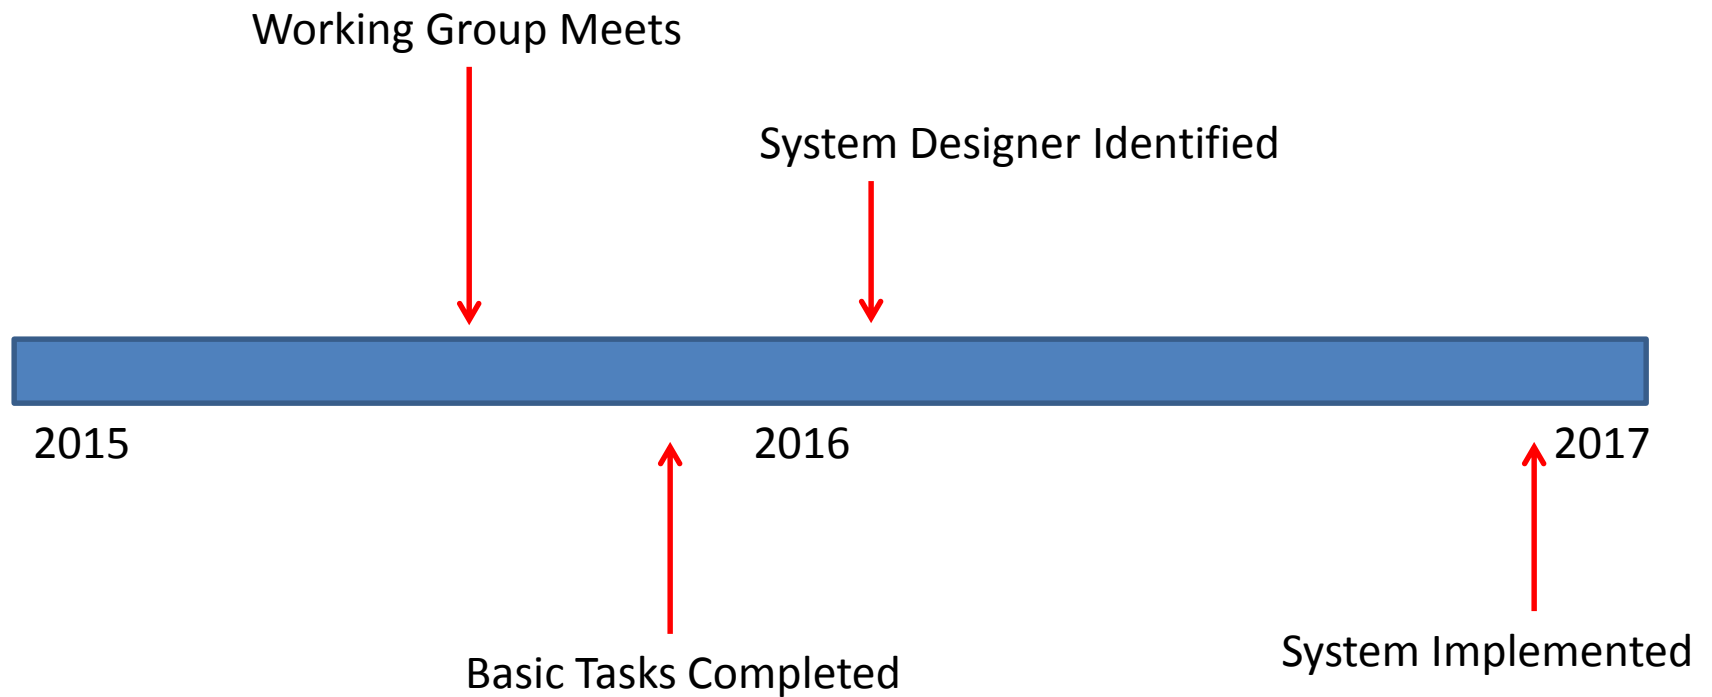 Working Group Meets
System Designer Identified
2015
2016
2017
Basic Tasks Completed
System Implemented